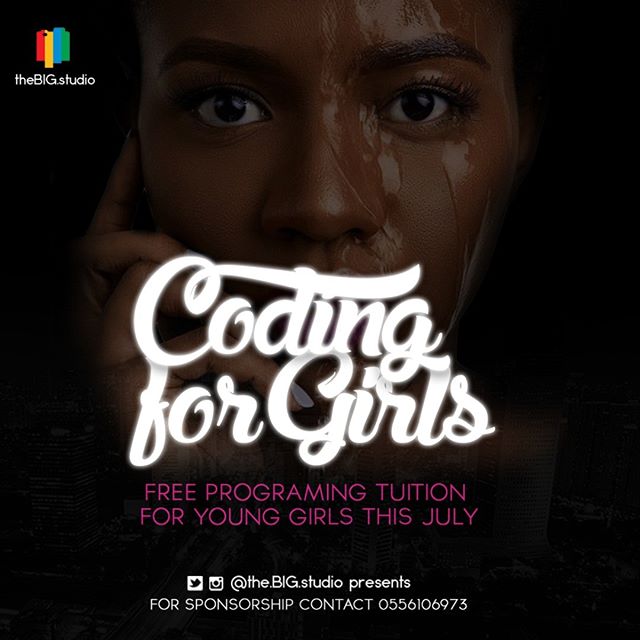 theBIG.studio
Coding
for Girls
FREE PROGRAMING TUITION
FOR YOUNG GIRLS THIS JULY
@the.BIG.studio presents
FOR SPONSORSHIP CONTACT 0556106973